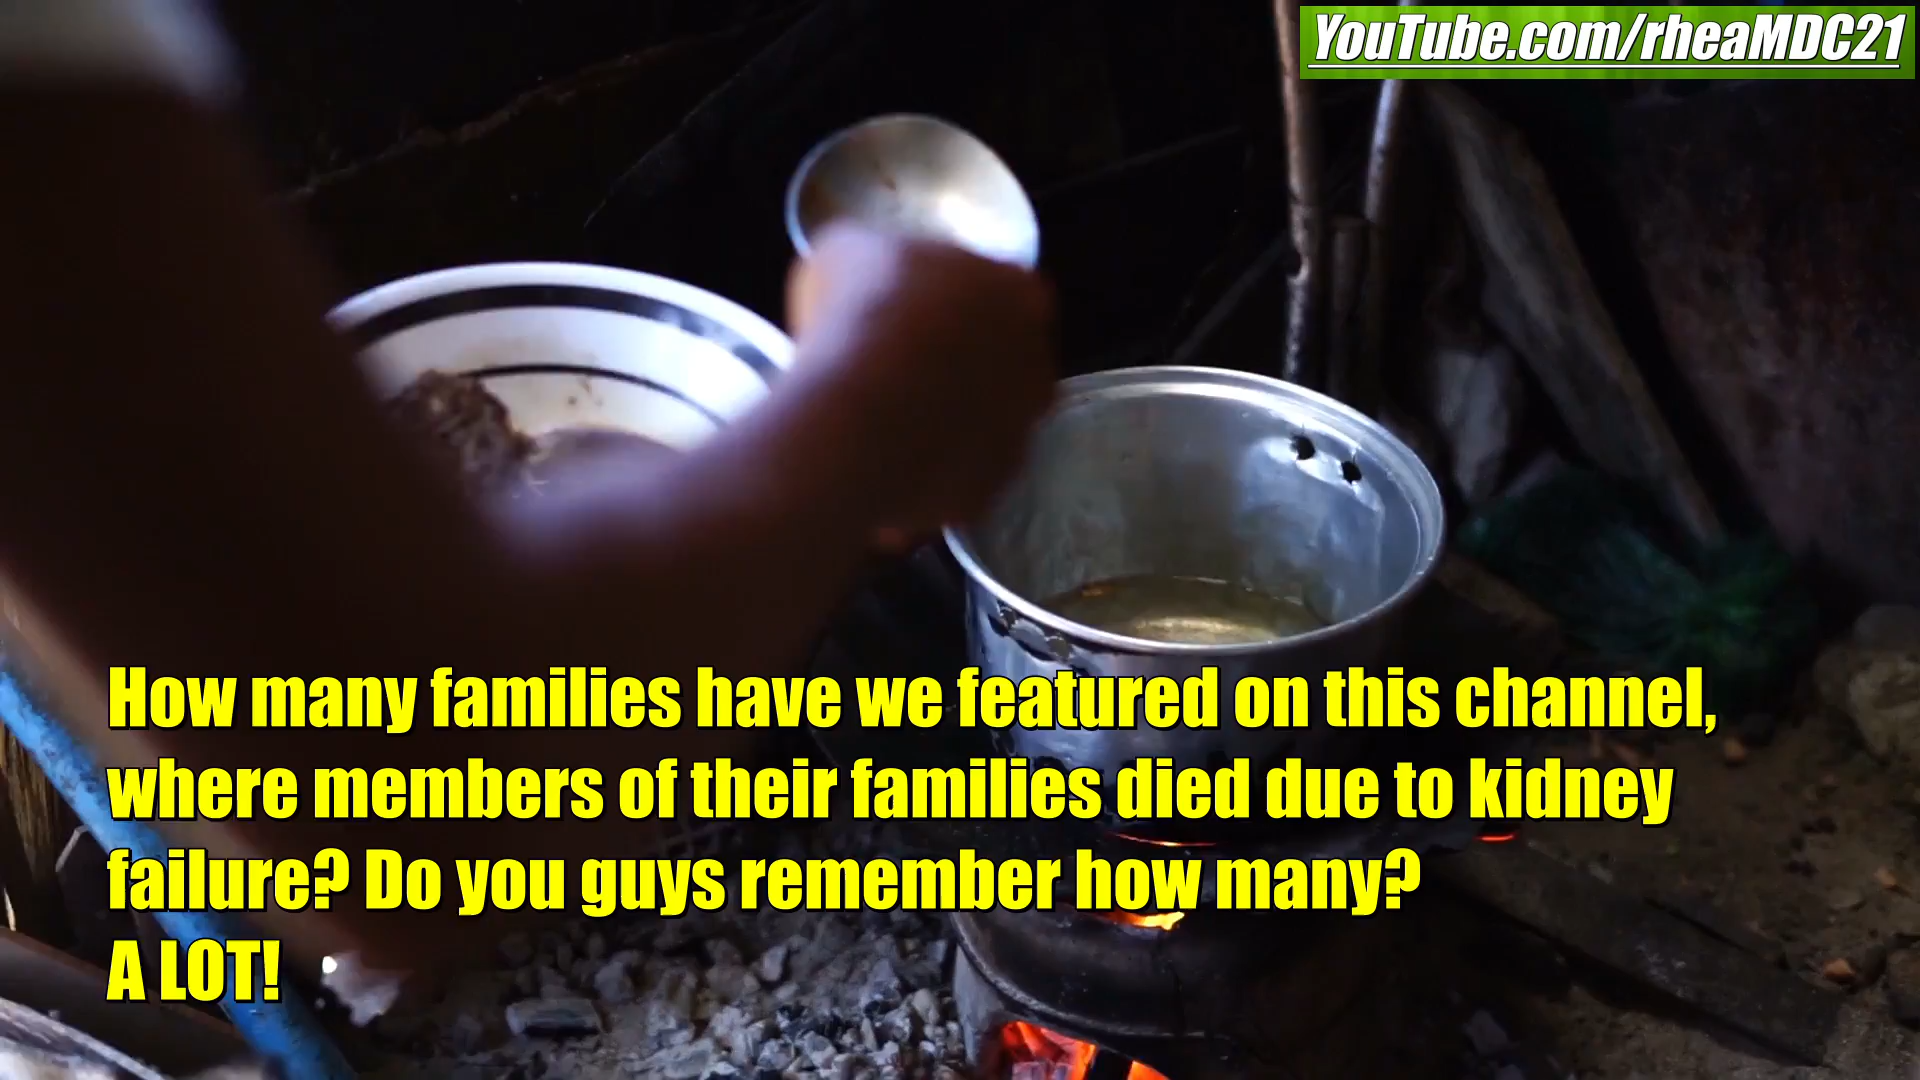 YouTube.com/rheaMDC21
How many families have we featured on this channel,
where members of their families died due to kidney
failure? Do you guys remember how many?
A LOT!